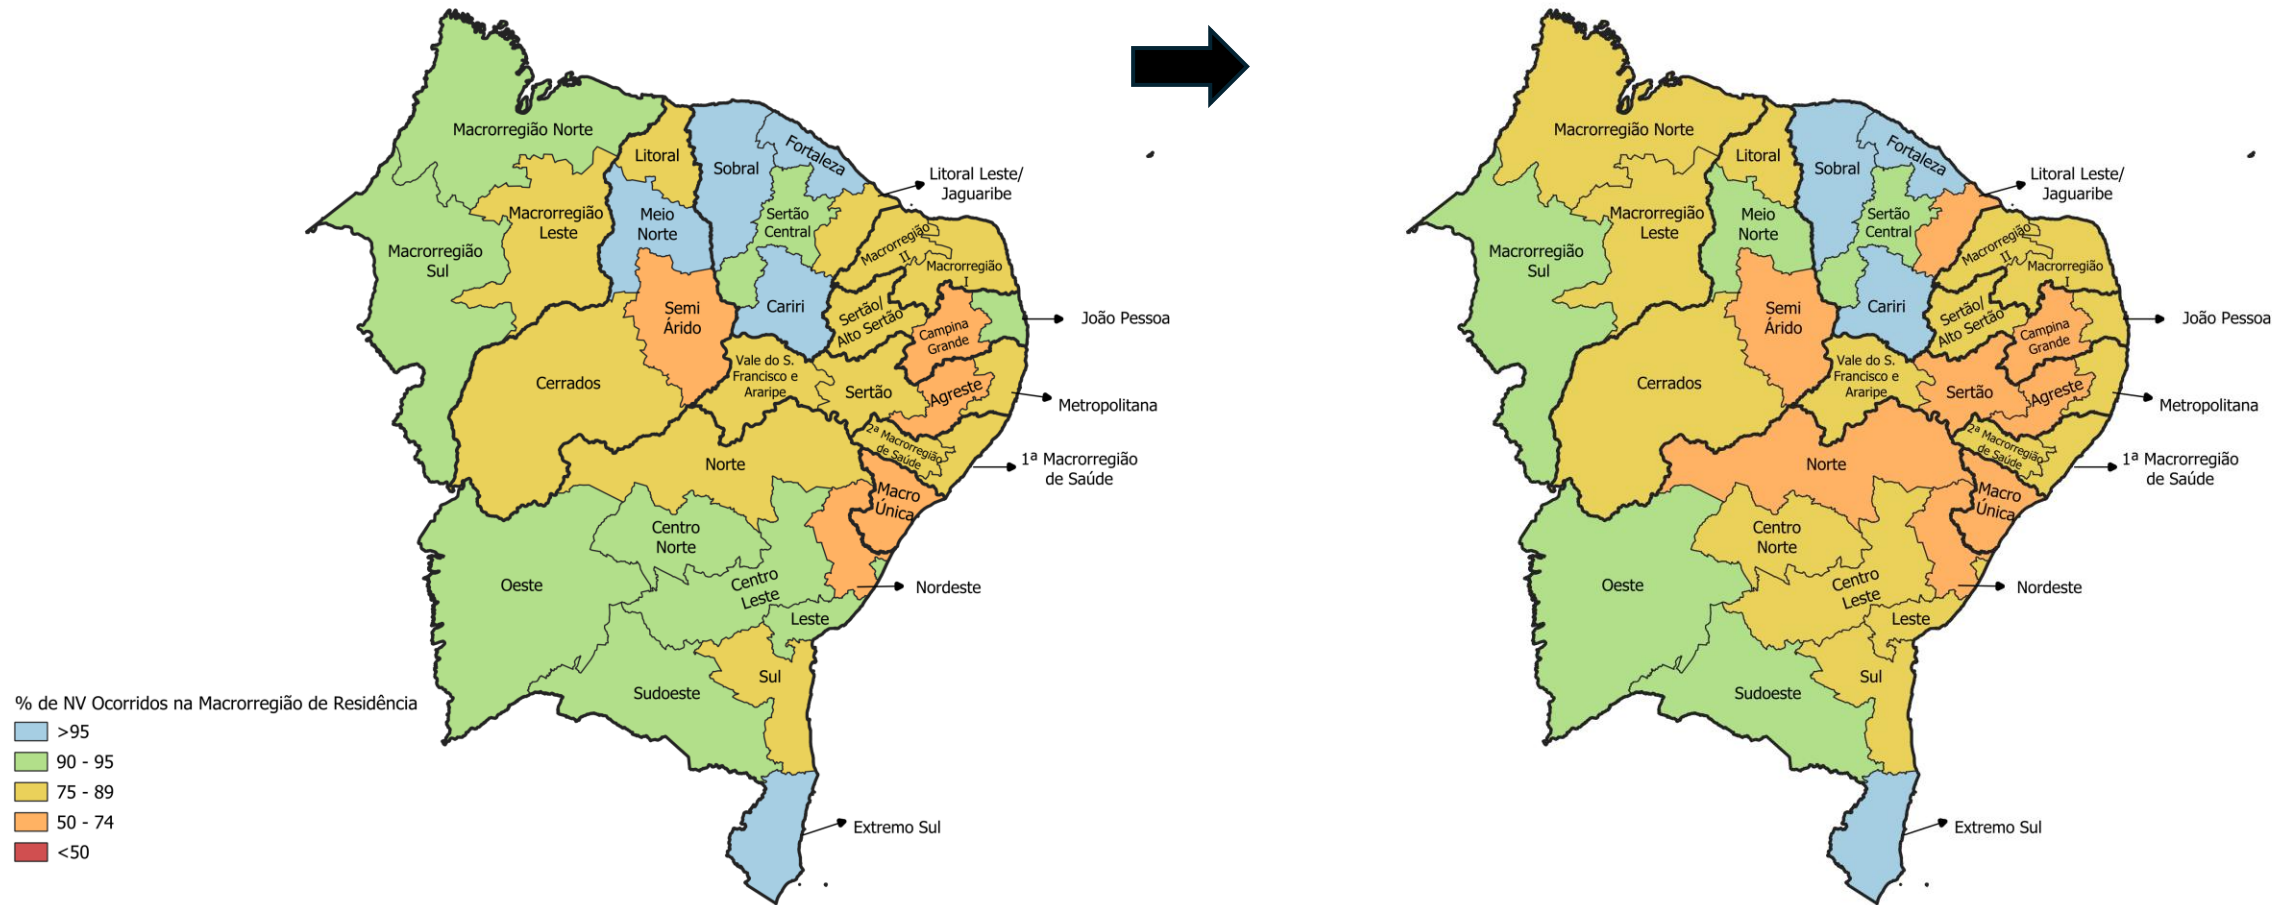 Macrorregião Norte
Litoral
Sobral
Fortaleza
Litoral Leste/
Jaguaribe
Macrorregião
Leste
Meio
Norte
Sertão
Central
Macrorregião
Sul
Macrorregião
II
Macrorregião
I
Semi
Árido
Cariri
Sertão/
Alto Sertão
Campina
Grande
João Pessoa
Cerrados
Vale do S.
Francisco e
Araripe
Sertão
Agreste
Metropolitana
2ª Macrorregião
de Saúde
1ª Macrorregião
de Saúde
Norte
Macro
Única
Centro
Norte
Oeste
Centro
Leste
Nordeste
Leste
Sudoeste
Sul
Extremo Sul
% de NV Ocorridos na Macrorregião de Residência
>95
90 - 95
75 - 89
50 - 74
<50
Macrorregião Norte
Litoral
Sobral
Fortaleza
Litoral Leste/
Jaguaribe
Macrorregião
Leste
Meio
Norte
Sertão
Central
Macrorregião
Sul
Macrorregião
II
Macrorregião
I
Semi
Árido
Cariri
Sertão/
Alto Sertão
Campina
Grande
João Pessoa
Cerrados
Vale do S.
Francisco e
Araripe
Sertão
Agreste
Metropolitana
2ª Macrorregião
de Saúde
1ª Macrorregião
de Saúde
Norte
Macro
Única
Centro
Norte
Oeste
Centro
Leste
Nordeste
Leste
Sudoeste
Sul
Extremo Sul